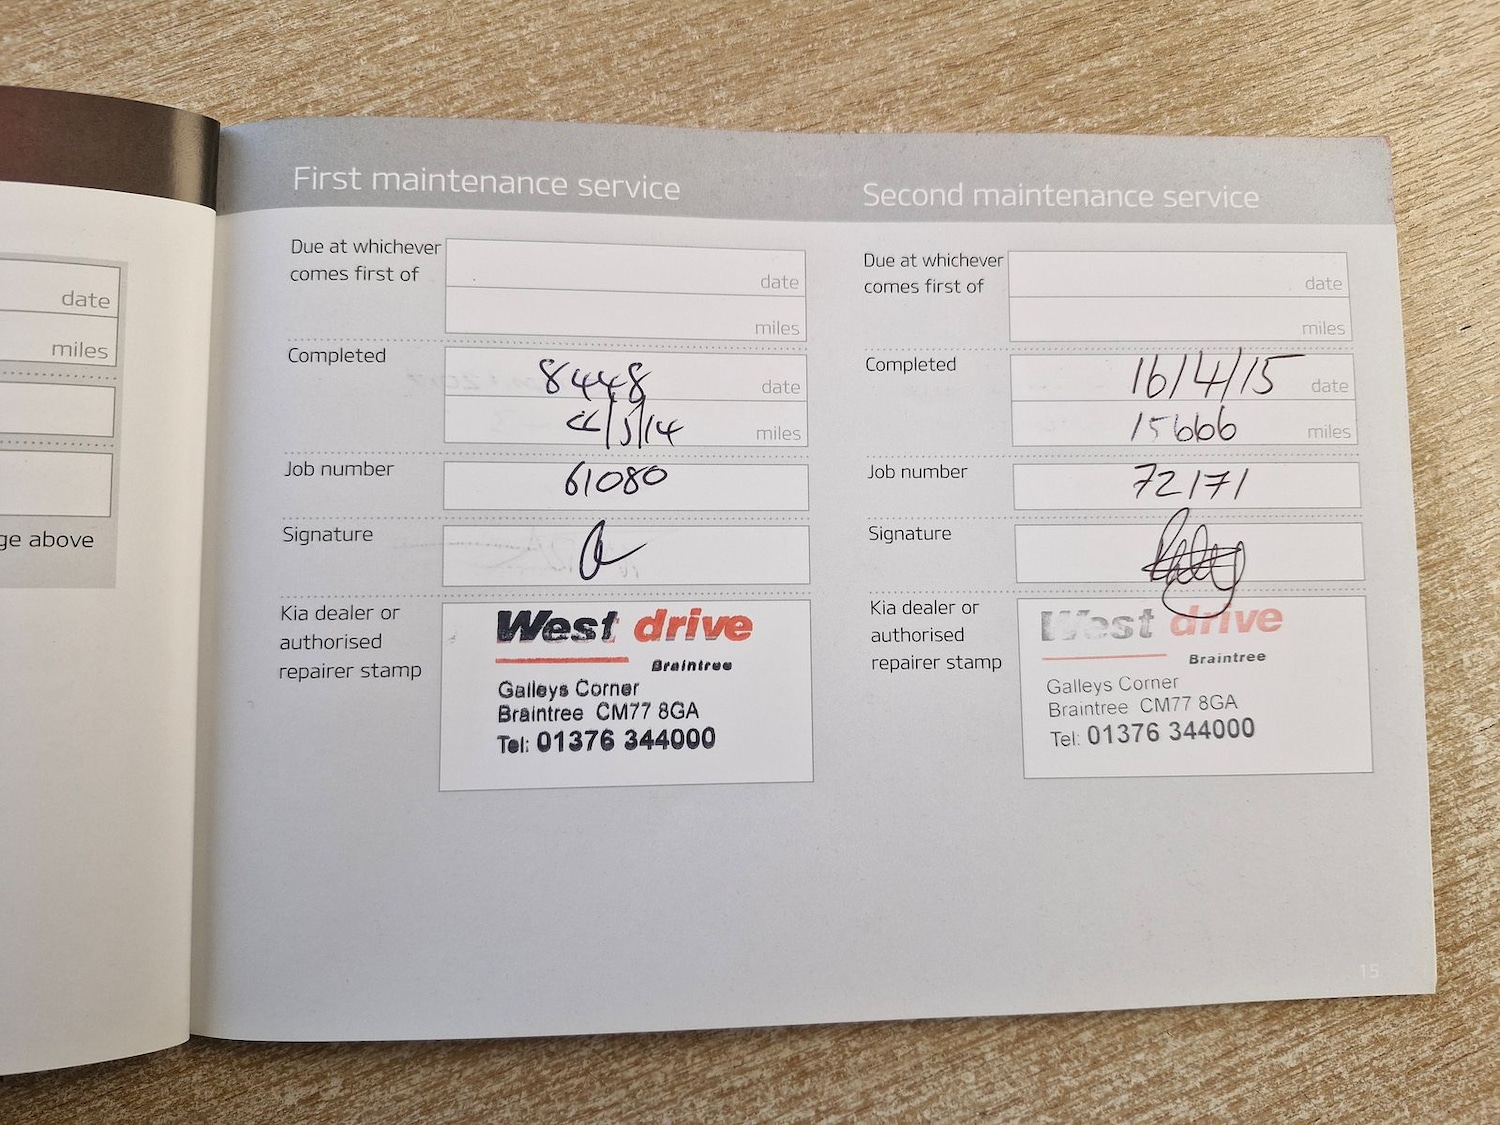 date
miles
ge above
First maintenance service
Due at whichever
comes first of
date
miles
Completed
8448
date
miles
Job number
61080
Signature
Kia dealer or
authorised
repairer stamp
West drive
Braintree
Galleys Corner
Braintree CM77 8GA
Tel: 01376 344000
Second maintenance service
Due at whichever
comes first of
date
miles
Completed
16/4/15
date
15666
miles
Job number
72171
Signature
Kia dealer or
authorised
repairer stamp
West drive
Braintree
Galleys Corner
Braintree CM77 8GA
Tel: 01376 344000
15